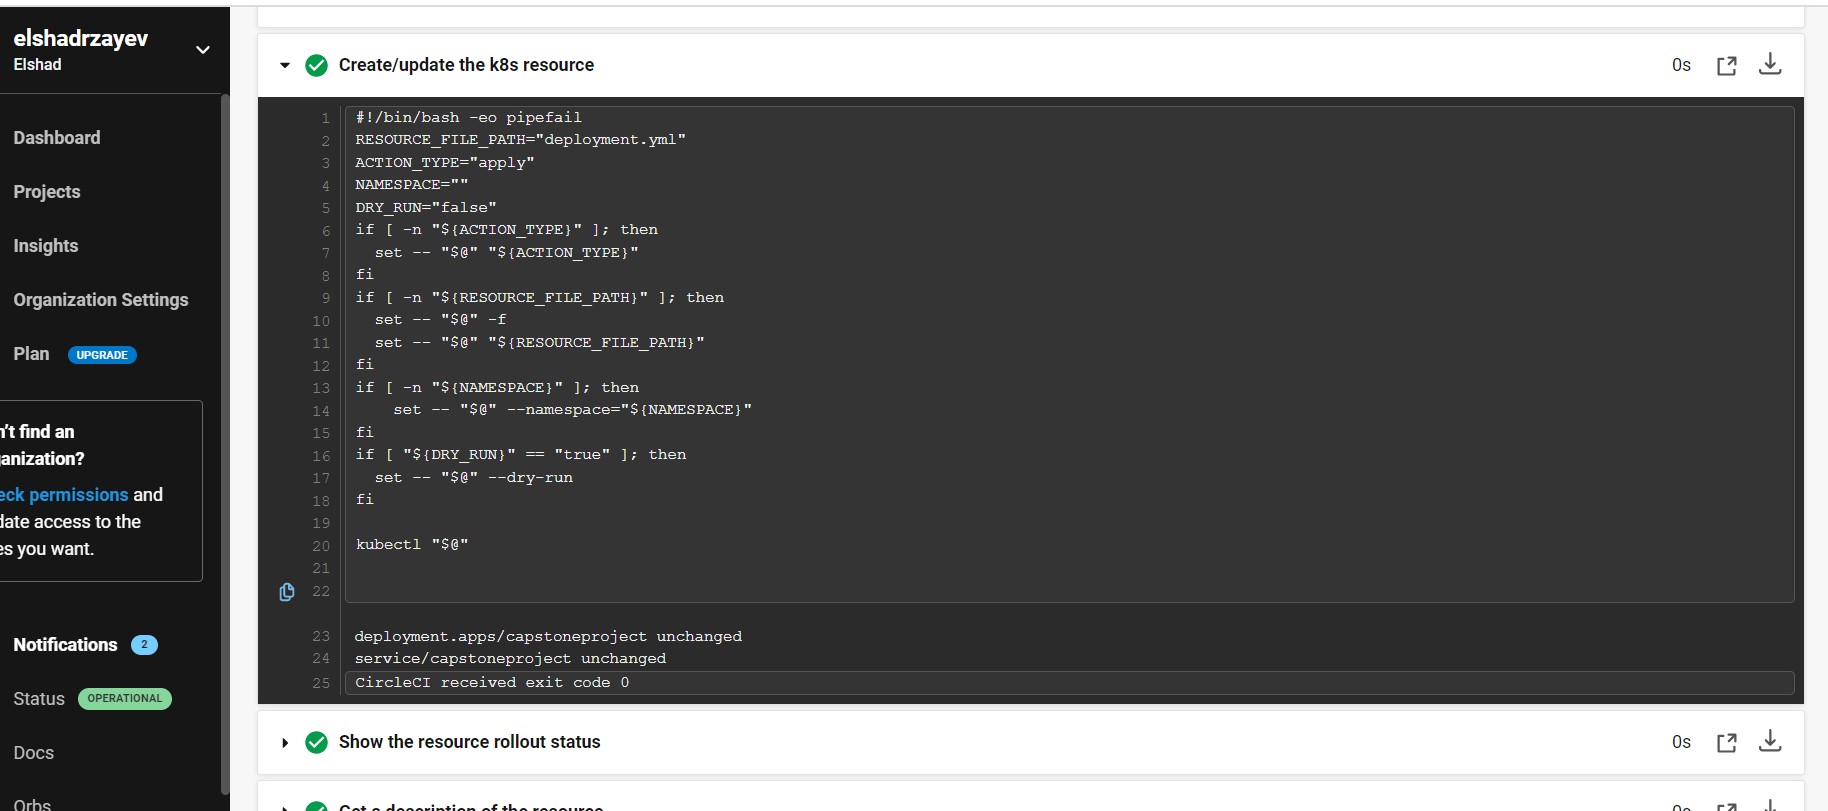 elshadrzayev
Elshad
Dashboard
Projects
Insights
Organization Settings
Plan UPGRADE
n't find an
anization?
eck permissions and
date access to the
es you want.
Notifications 2
Status OPERATIONAL
Docs
Orbs
Create/update the k8s resource 0s
1 #!/bin/bash -eo pipefail
2 RESOURCE_FILE_PATH="deployment.yml"
3 ACTION_TYPE="apply"
4 NAMESPACE=""
5 DRY_RUN="false"
6 if [ -n "${ACTION_TYPE}" ]; then
7   set -- "$@" "${ACTION_TYPE}"
8 fi
9 if [ -n "${RESOURCE_FILE_PATH}" ]; then
10   set -- "$@" -f
11   set -- "$@" "${RESOURCE_FILE_PATH}"
12 fi
13 if [ -n "${NAMESPACE}" ]; then
14     set -- "$@" --namespace="${NAMESPACE}"
15 fi
16 if [ "${DRY_RUN}" == "true" ]; then
17   set -- "$@" --dry-run
18 fi
19
20 kubectl "$@"
21
22
23 deployment.apps/capstoneproject unchanged
24 service/capstoneproject unchanged
25 CircleCI received exit code 0
Show the resource rollout status 0s
Get a description of the resource 0s